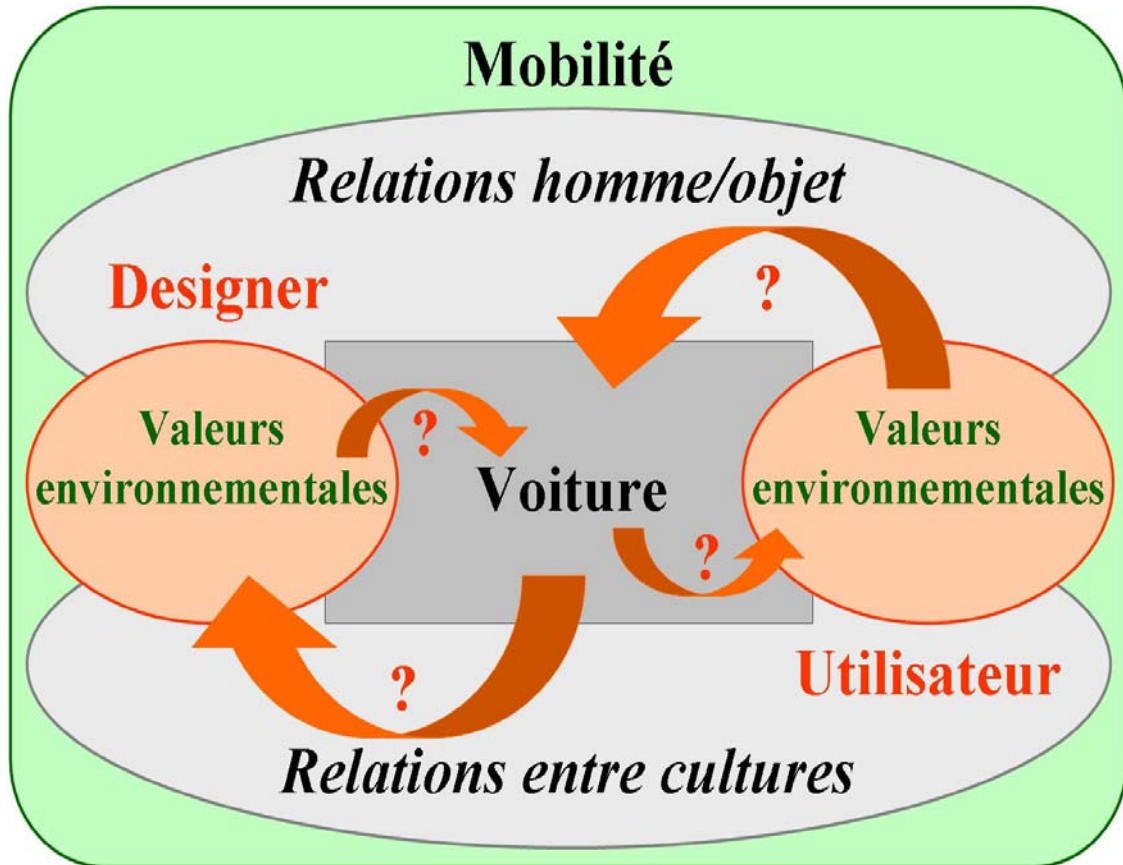 Mobilité
Relations homme/objet
?
Designer
Valeurs
environnementales
?
Voiture
Valeurs
environnementales
?
?
Utilisateur
Relations entre cultures